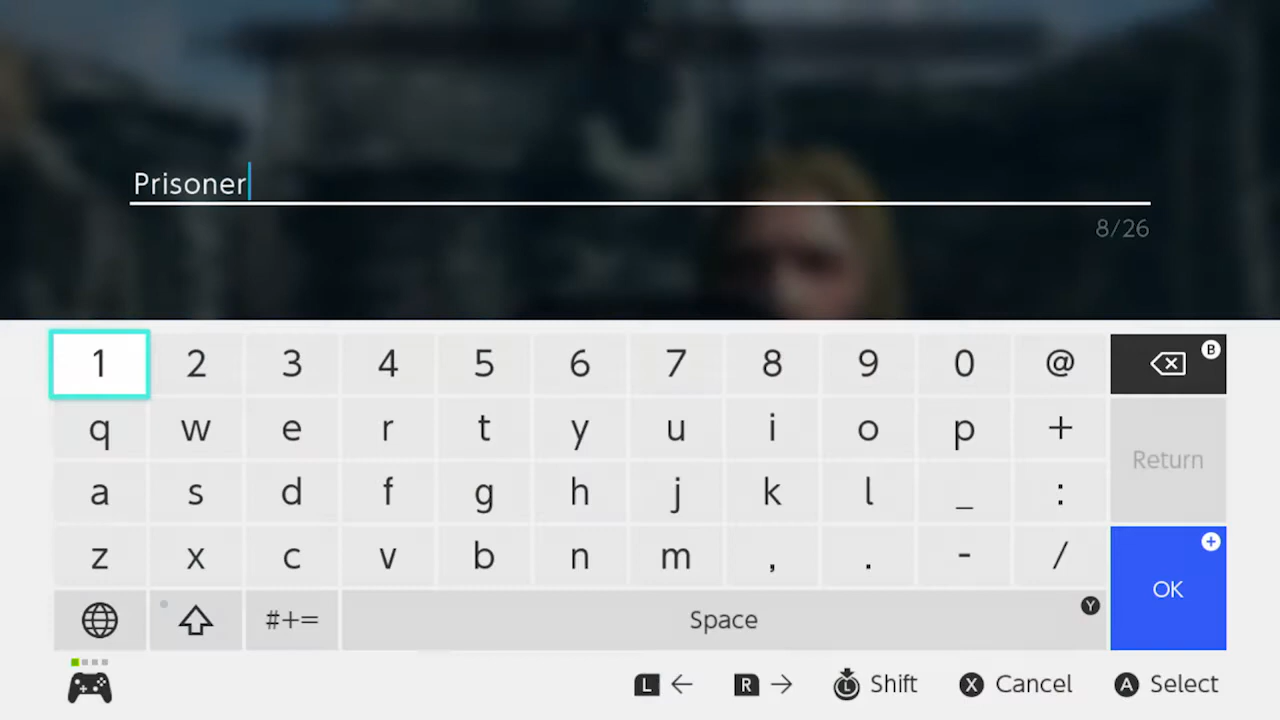 Prisoner
8/26
1 2 3 4 5 6 7 8 9 0 @ B
q w e r t y u i o p + Return
a s d f g h j k l _ :
z x c v b n m , . - / OK +
#+= Space Y
L ← R → L Shift X Cancel A Select